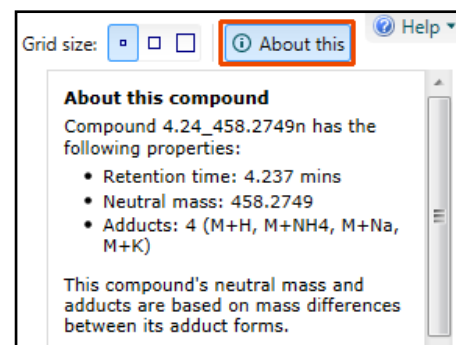 Help
Grid size:
About this
About this compound
Compound 4.24_458.2749n has the
following properties:
• Retention time: 4.237 mins
• Neutral mass: 458.2749
• Adducts: 4 (M+H, M+NH4, M+Na,
M+K)
This compound's neutral mass and
adducts are based on mass differences
between its adduct forms.